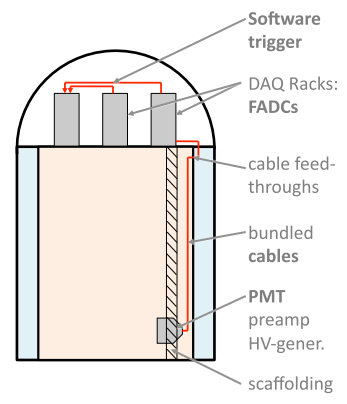 Software
trigger
DAQ Racks:
FADCs
cable feed-
throughs
bundled
cables
PMT
preamp
HV-gener.
scaffolding